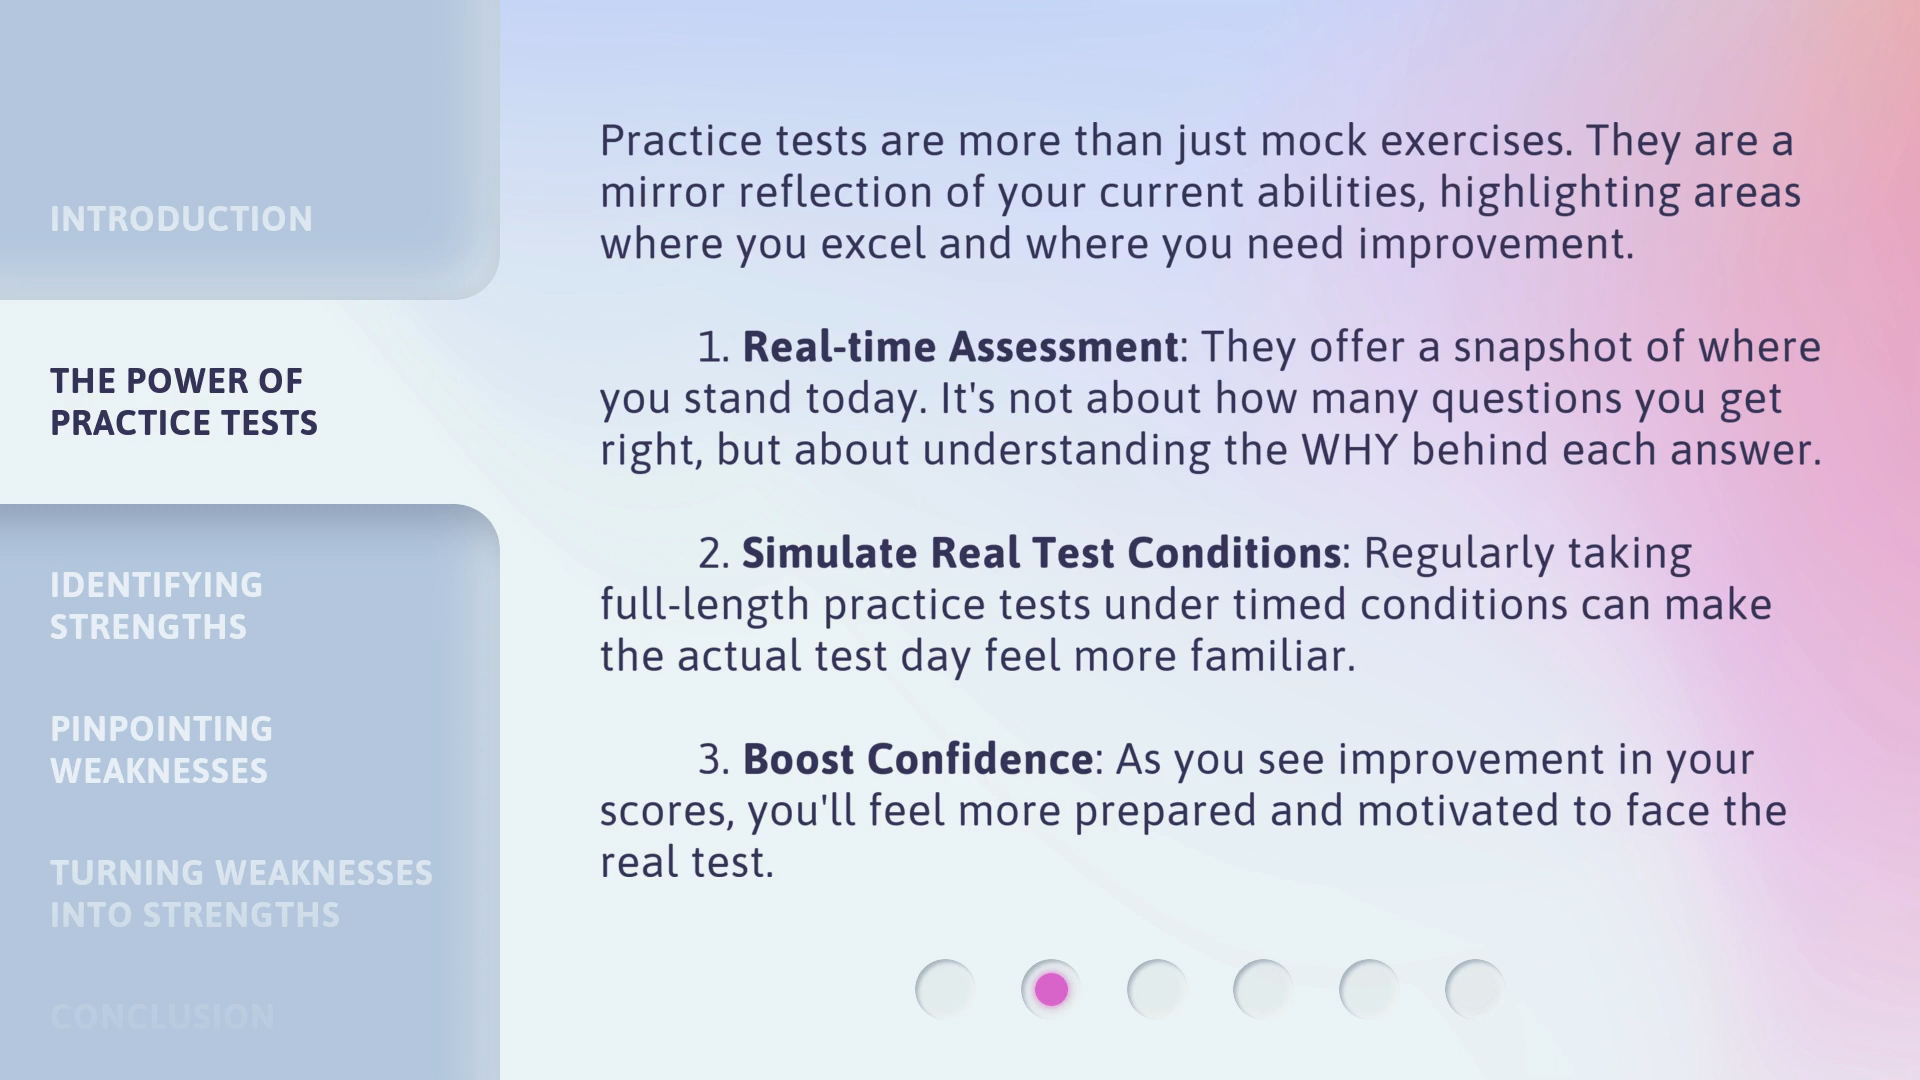 INTRODUCTION
THE POWER OF
PRACTICE TESTS
IDENTIFYING
STRENGTHS
PINPOINTING
WEAKNESSES
TURNING WEAKNESSES
INTO STRENGTHS
CONCLUSION
Practice tests are more than just mock exercises. They are a
mirror reflection of your current abilities, highlighting areas
where you excel and where you need improvement.
1. Real-time Assessment: They offer a snapshot of where
you stand today. It's not about how many questions you get
right, but about understanding the WHY behind each answer.
2. Simulate Real Test Conditions: Regularly taking
full-length practice tests under timed conditions can make
the actual test day feel more familiar.
3. Boost Confidence: As you see improvement in your
scores, you'll feel more prepared and motivated to face the
real test.